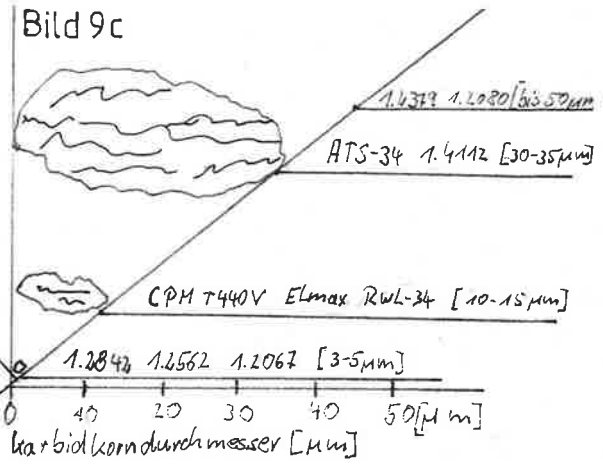 Bild 9c
1.4379 1.2080 [bis 50µm
ATS-34 1.4112 [30-35µm]
CPM T440V Elmax RWL-34 [10-15µm]
1.2842 1.2562 1.2067 [3-5µm]
0 10 20 30 40 50 [µm]
Karbidkorndurchmesser [µm]